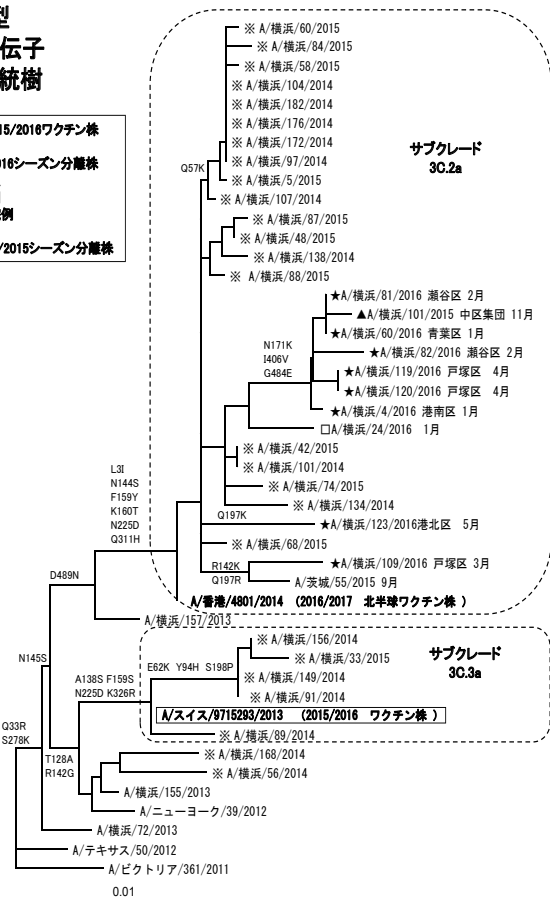 型
伝子
統樹
15/2016ワクチン株
016シーズン分離株
例
/2015シーズン分離株
※ A/横浜/60/2015
※ A/横浜/84/2015
※ A/横浜/58/2015
※ A/横浜/104/2014
※ A/横浜/182/2014
※ A/横浜/176/2014
※ A/横浜/172/2014
※ A/横浜/97/2014
※ A/横浜/5/2015
※ A/横浜/107/2014
Q57K
サブクレード
3C.2a
※ A/横浜/87/2015
※ A/横浜/48/2015
※ A/横浜/138/2014
※ A/横浜/88/2015
★A/横浜/81/2016 瀬谷区 2月
▲A/横浜/101/2015 中区集団 11月
★A/横浜/60/2016 青葉区 1月
★A/横浜/82/2016 瀬谷区 2月
★A/横浜/119/2016 戸塚区 4月
★A/横浜/120/2016 戸塚区 4月
★A/横浜/4/2016 港南区 1月
N171K
I406V
G484E
□A/横浜/24/2016 1月
※ A/横浜/42/2015
※ A/横浜/101/2014
※ A/横浜/74/2015
※ A/横浜/134/2014
Q197K
★A/横浜/123/2016港北区 5月
※ A/横浜/68/2015
R142K
Q197R
★A/横浜/109/2016 戸塚区 3月
A/茨城/55/2015 9月
A/香港/4801/2014 (2016/2017 北半球ワクチン株 )
L3I
N144S
F159Y
K160T
N225D
Q311H
D489N
A/横浜/157/2013
※ A/横浜/156/2014
※ A/横浜/33/2015
※ A/横浜/149/2014
※ A/横浜/91/2014
E62K Y94H S198P
サブクレード
3C.3a
A/スイス/9715293/2013 (2015/2016 ワクチン株 )
※ A/横浜/89/2014
N145S
A138S F159S
N225D K326R
Q33R
S278K
T128A
R142G
※ A/横浜/168/2014
※ A/横浜/56/2014
A/横浜/155/2013
A/ニューヨーク/39/2012
A/横浜/72/2013
A/テキサス/50/2012
A/ビクトリア/361/2011
0.01